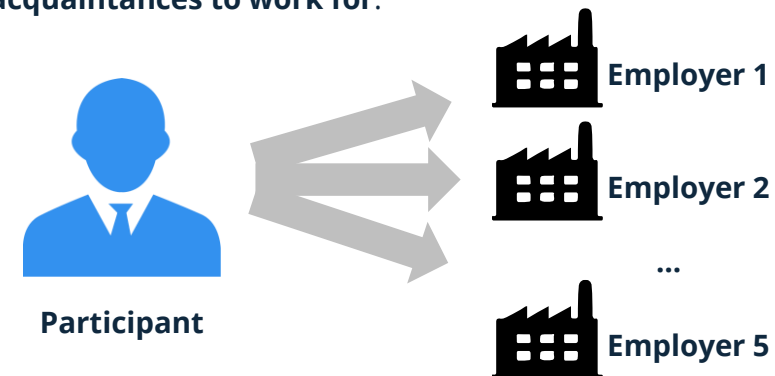 acquaintances to work for:
Employer 1
Employer 2
...
Employer 5
Participant